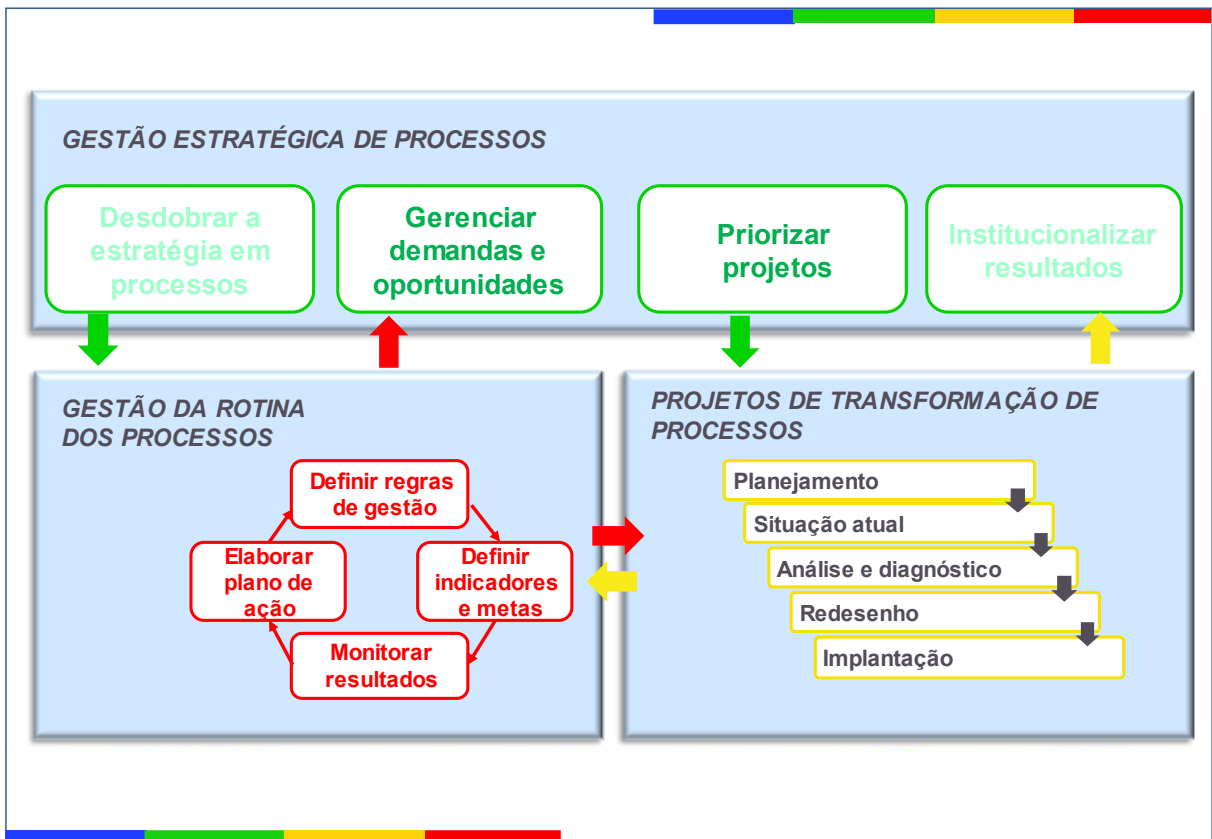 GESTÃO ESTRATÉGICA DE PROCESSOS
Desdobrar a
estratégia em
processos
Gerenciar
demandas e
oportunidades
Priorizar
projetos
Institucionalizar
resultados
GESTÃO DA ROTINA
DOS PROCESSOS
Definir regras
de gestão
Definir
indicadores
e metas
Monitorar
resultados
Elaborar
plano de
ação
PROJETOS DE TRANSFORMAÇÃO DE
PROCESSOS
Planejamento
Situação atual
Análise e diagnóstico
Redesenho
Implantação